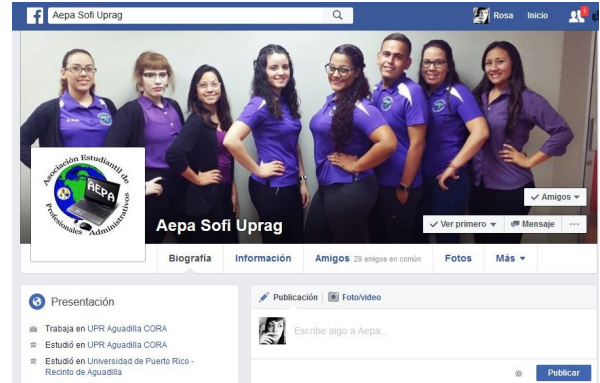 Aepa Sofi Uprag
Rosa Inicio 1
Asociación Estudiantil de
AEPA
Profesionales Administrativos
Aepa Sofi Uprag
Amigos
Ver primero Mensaje ...
Biografía Información Amigos 29 amigos en común Fotos Más
Presentación
Trabaja en UPR Aguadilla CORA
Estudió en UPR Aguadilla CORA
Estudió en Universidad de Puerto Rico -
Recinto de Aguadilla
Publicación Foto/video
Escribe algo a Aepa...
Publicar